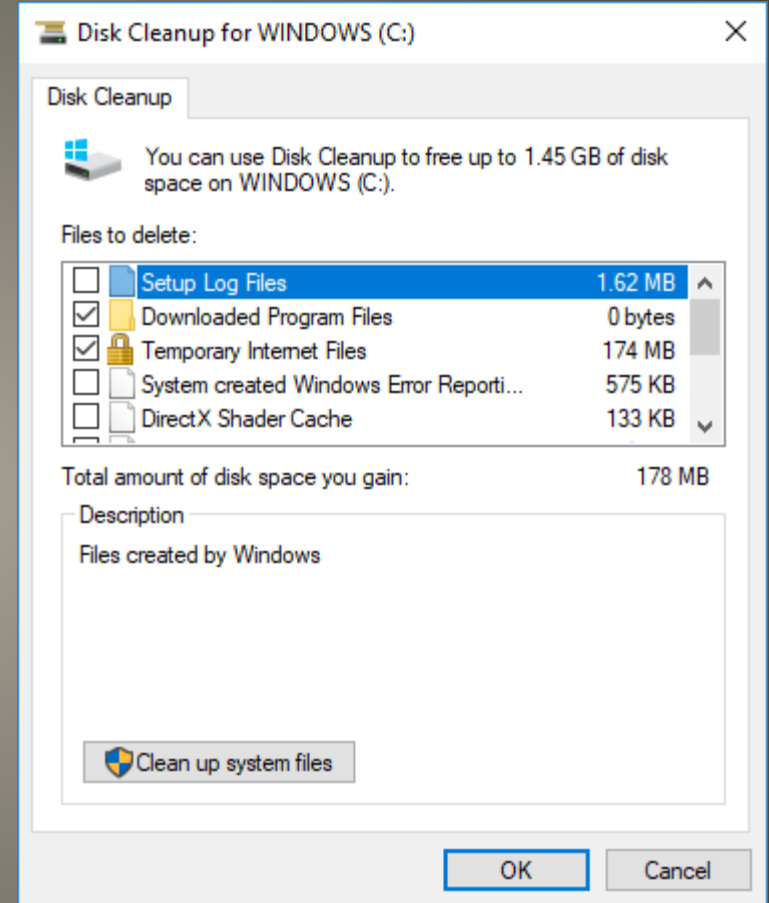 Disk Cleanup for WINDOWS (C:)
Disk Cleanup
You can use Disk Cleanup to free up to 1.45 GB of disk
space on WINDOWS (C:).
Files to delete:
Setup Log Files 1.62 MB
Downloaded Program Files 0 bytes
Temporary Internet Files 174 MB
System created Windows Error Reporti... 575 KB
DirectX Shader Cache 133 KB
Total amount of disk space you gain: 178 MB
Description
Files created by Windows
Clean up system files
OK Cancel